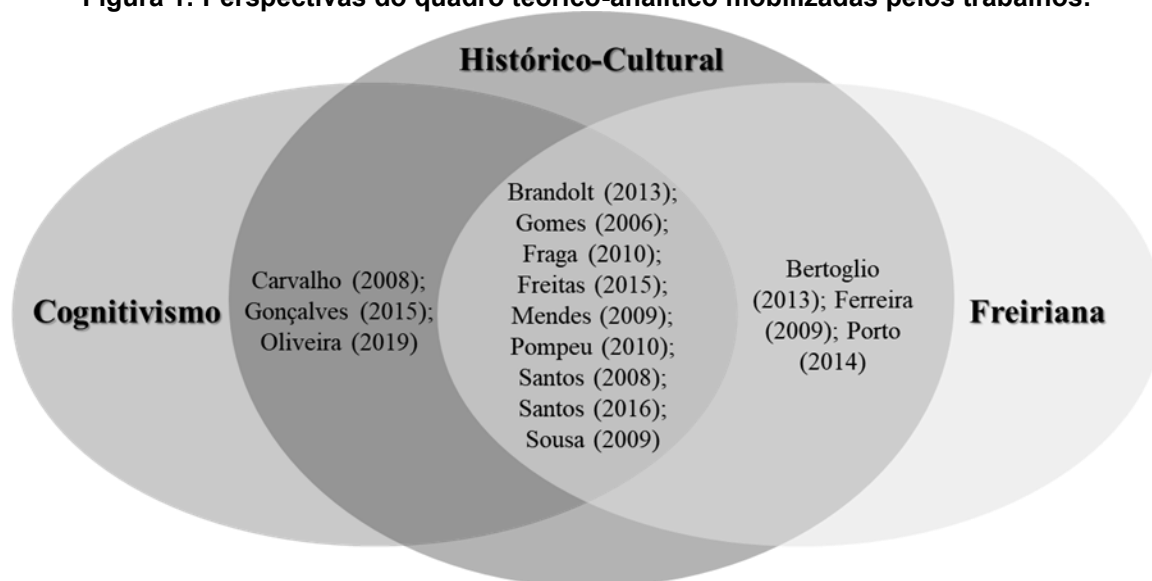 Figura 1: Perspectivas do quadro teórico-analítico mobilizadas pelos trabalhos.
Histórico-Cultural
Cognitivismo
Carvalho (2008);
Gonçalves (2015);
Oliveira (2019)
Brandolt (2013);
Gomes (2006);
Fraga (2010);
Freitas (2015);
Mendes (2009);
Pompeu (2010);
Santos (2008);
Santos (2016);
Sousa (2009)
Bertoglio
(2013); Ferreira
(2009); Porto
(2014)
Freiriana